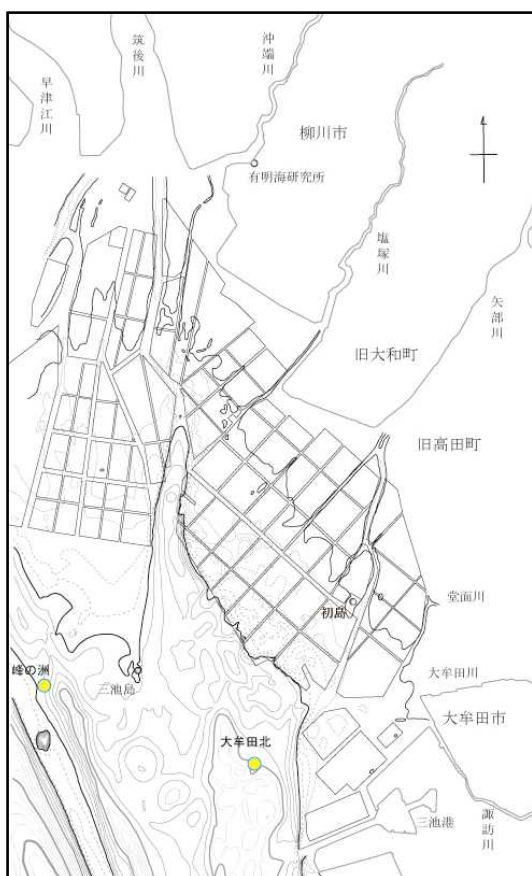 早津江川
筑後川
沖端川
柳川市
有明海研究所
塩塚川
矢部川
旧大和町
旧高田町
初島
堂面川
峰の洲
三池島
大牟田川
大牟田市
大牟田北
三池港
諏訪川